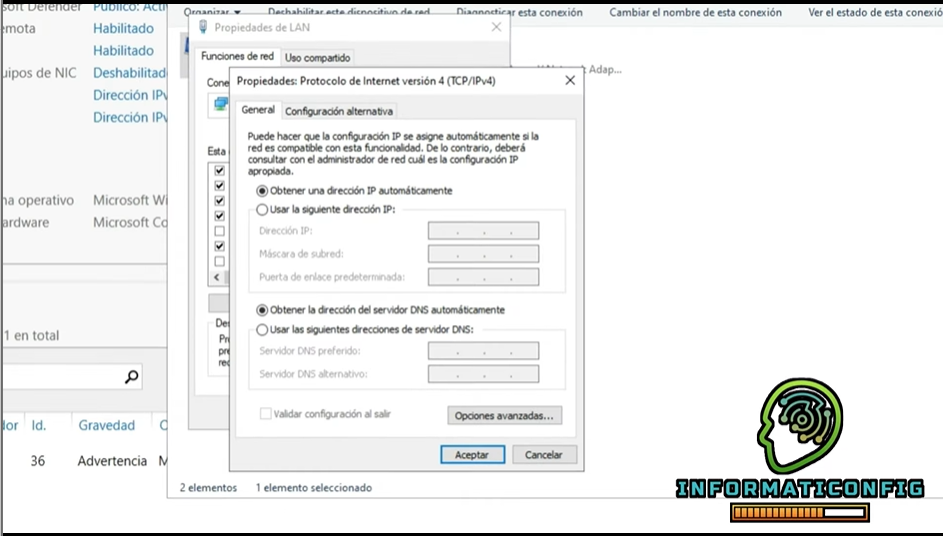 soft Defender
Público: Acti
emota
Habilitado
Habilitado
uipos de NIC
Deshabilitado
Dirección IPv
Dirección IPv
na operativo
Microsoft Wi
ardware
Microsoft Co
1 en total
dor
Id.
Gravedad
36
Advertencia
M
Organizar
Deshabilitar este dispositivo de red
Diagnosticar esta conexión
Cambiar el nombre de esta conexión
Ver el estado de esta conexió
Adap...
Propiedades de LAN
Funciones de red
Uso compartido
Cone
Esta
Des
Pr
pre
rec
Propiedades: Protocolo de Internet versión 4 (TCP/IPv4)
General
Configuración alternativa
Puede hacer que la configuración IP se asigne automáticamente si la
red es compatible con esta funcionalidad. De lo contrario, deberá
consultar con el administrador de red cuál es la configuración IP
apropiada.
Obtener una dirección IP automáticamente
Usar la siguiente dirección IP:
Dirección IP:
Máscara de subred:
Puerta de enlace predeterminada:
Obtener la dirección del servidor DNS automáticamente
Usar las siguientes direcciones de servidor DNS:
Servidor DNS preferido:
Servidor DNS alternativo:
Validar configuración al salir
Opciones avanzadas...
Aceptar
Cancelar
2 elementos
1 elemento seleccionado
INFORMATICONFIG